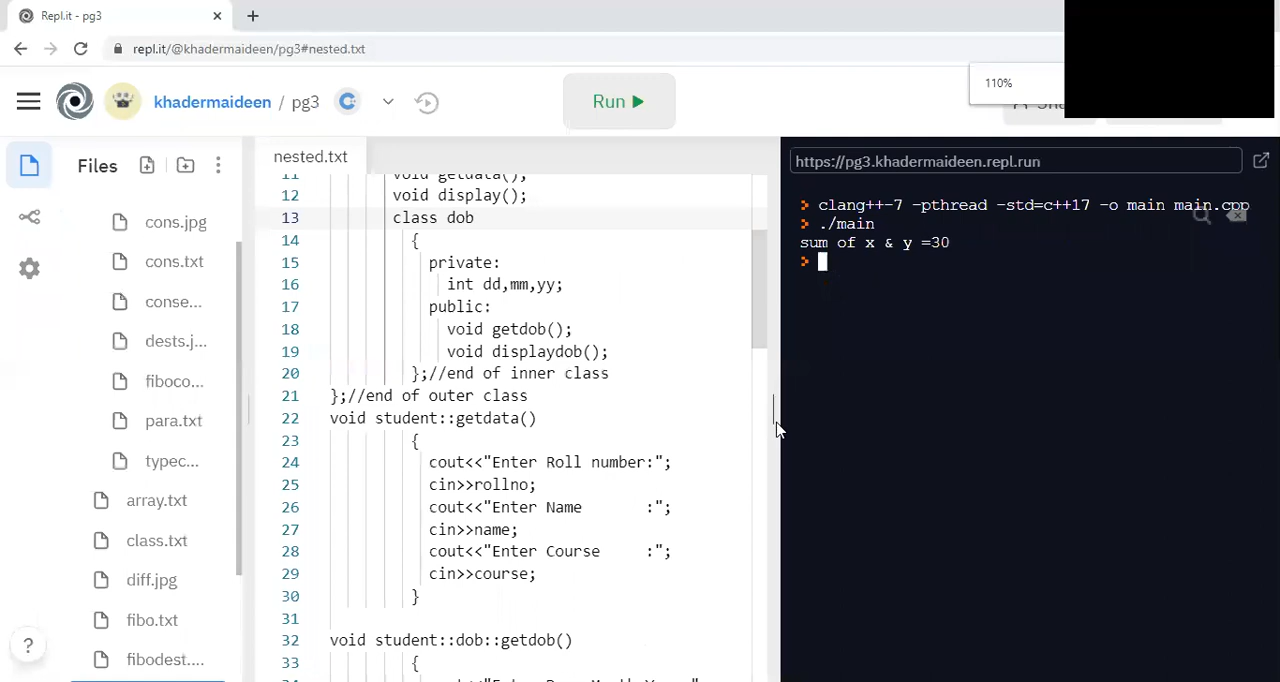 Repl.it - pg3
repl.it/@khadermaideen/pg3#nested.txt
110%
khadermaideen / pg3
Run
Files
nested.txt
cons.jpg
cons.txt
conse...
dests.j...
fiboco...
para.txt
typec...
array.txt
class.txt
diff.jpg
fibo.txt
fibodest....
?
11 void getdata();
12 void display();
13 class dob
14 {
15 private:
16 int dd,mm,yy;
17 public:
18 void getdob();
19 void displaydob();
20 };//end of inner class
21 };//end of outer class
22 void student::getdata()
23 {
24 cout<<"Enter Roll number:";
25 cin>>rollno;
26 cout<<"Enter Name       :";
27 cin>>name;
28 cout<<"Enter Course     :";
29 cin>>course;
30 }
31
32 void student::dob::getdob()
33 {
https://pg3.khadermaideen.repl.run
> clang++-7 -pthread -std=c++17 -o main main.cpp
> ./main
sum of x & y =30
>